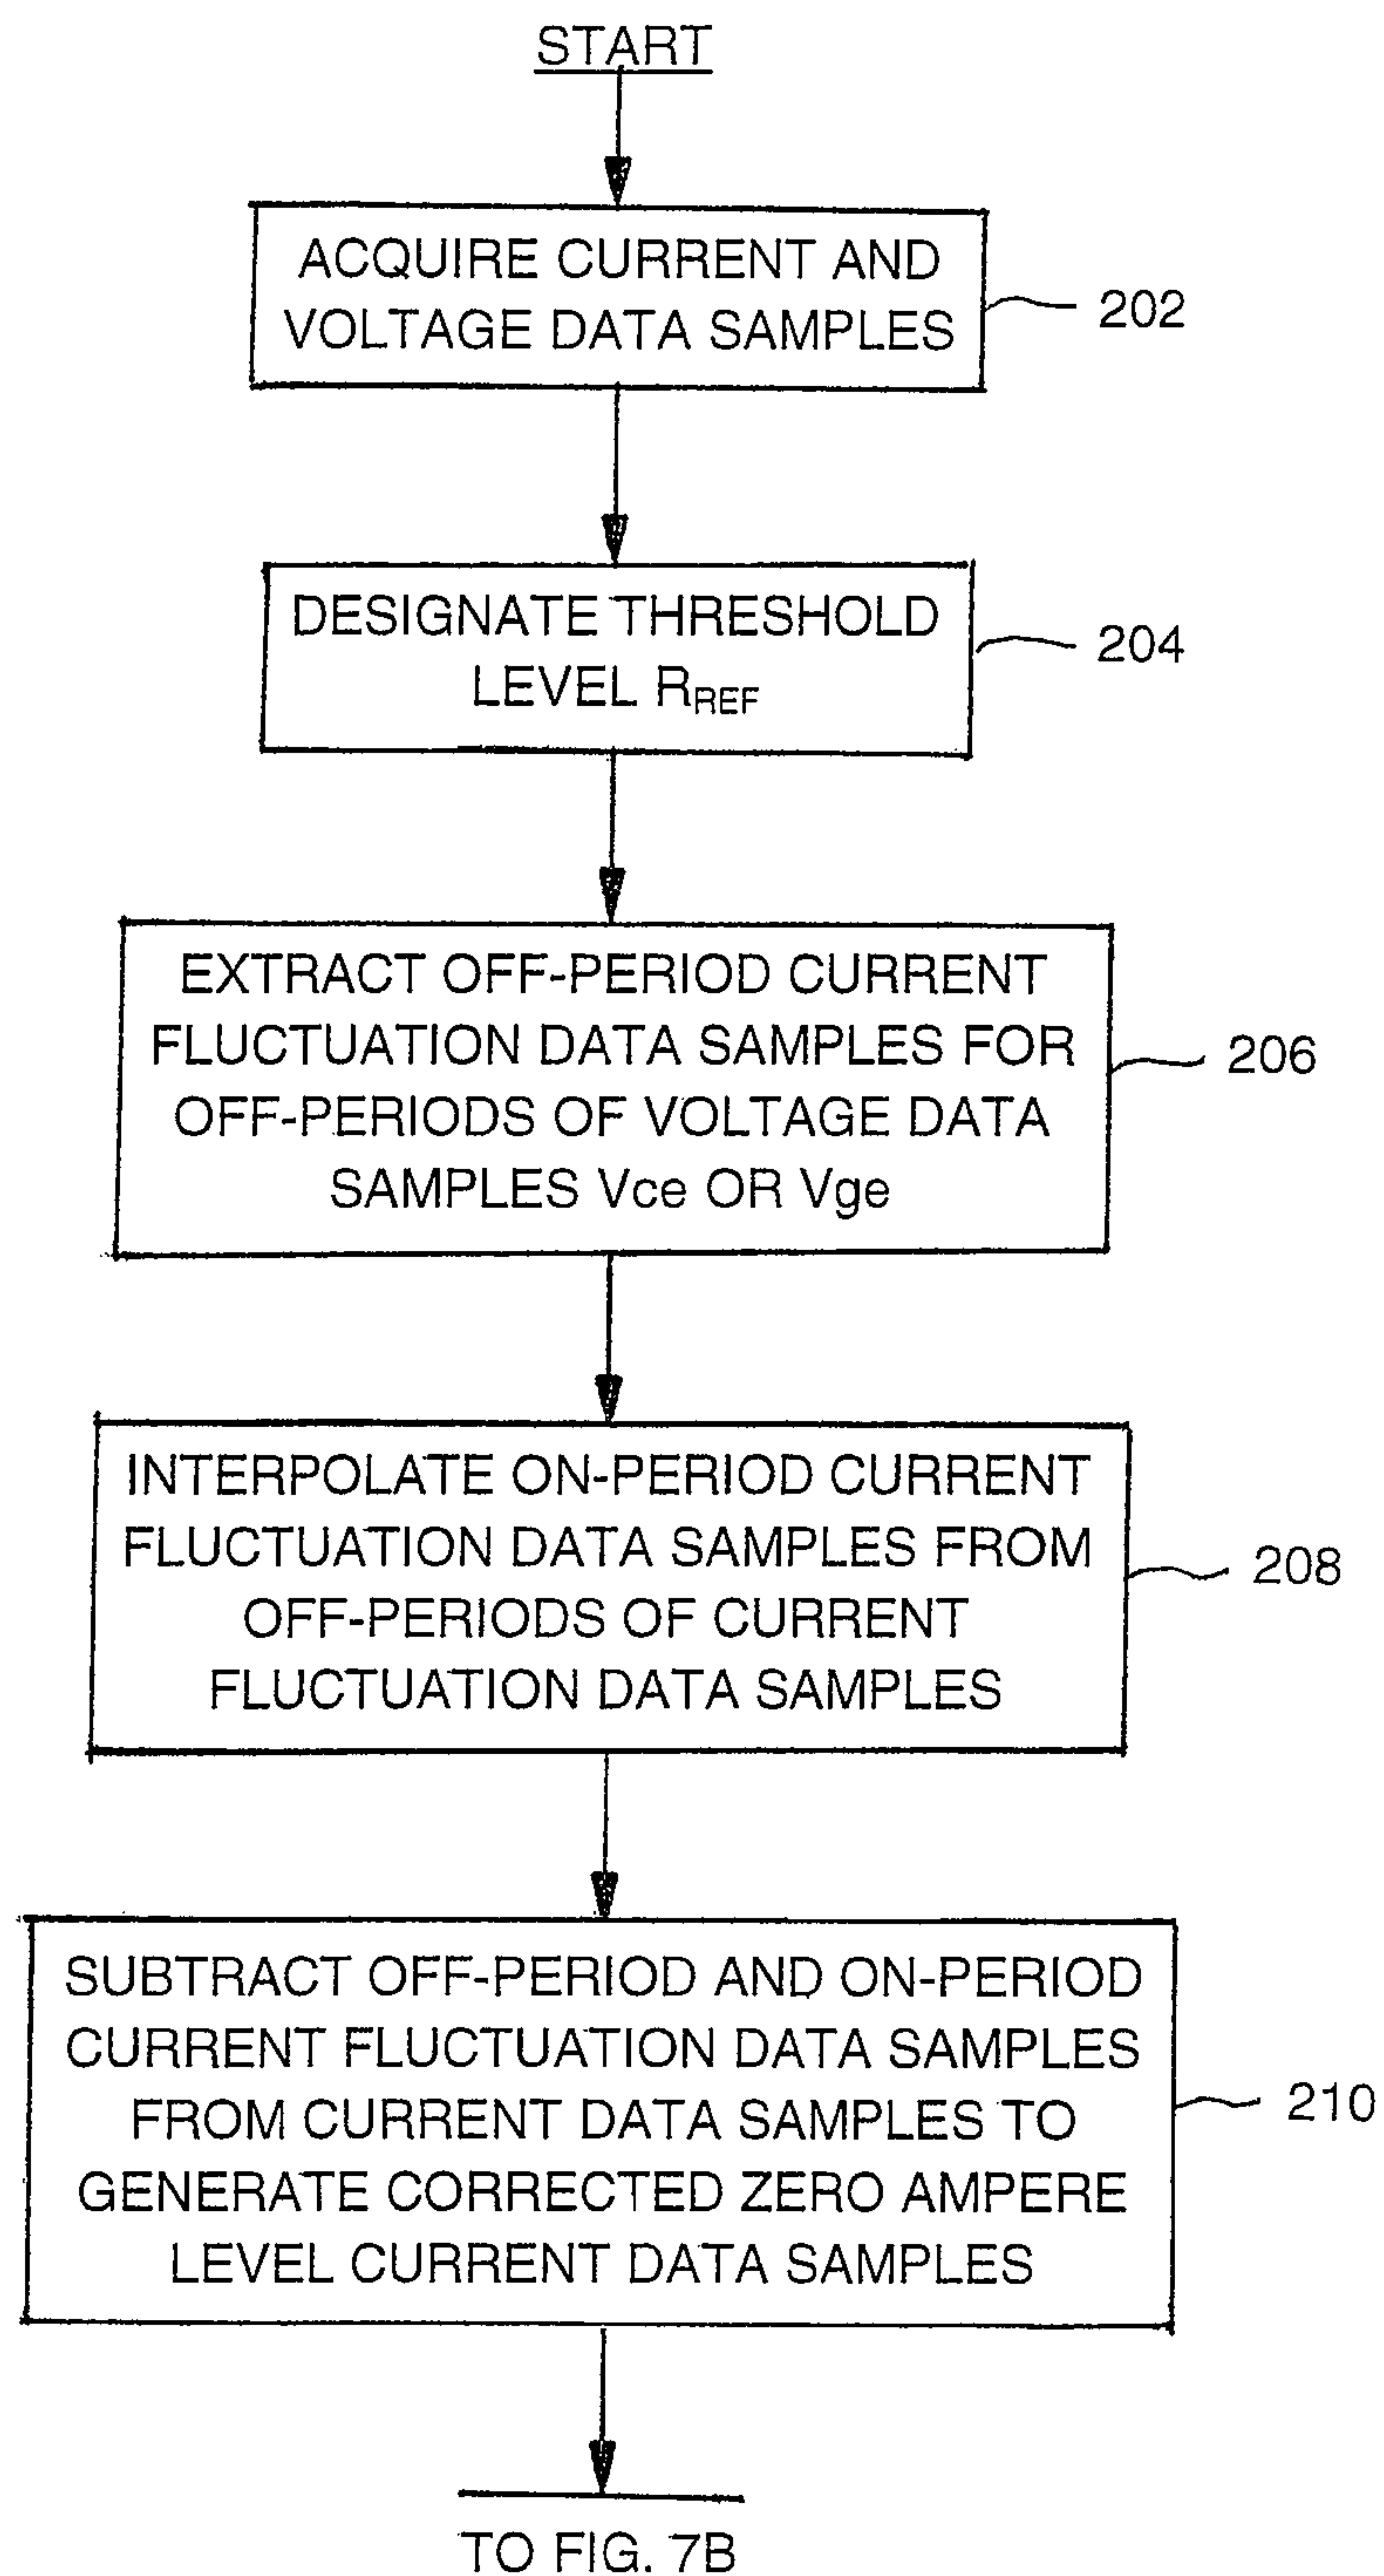 START
ACQUIRE CURRENT AND
VOLTAGE DATA SAMPLES
202
DESIGNATE THRESHOLD
LEVEL RREF
204
EXTRACT OFF-PERIOD CURRENT
FLUCTUATION DATA SAMPLES FOR
OFF-PERIODS OF VOLTAGE DATA
SAMPLES Vce OR Vge
206
INTERPOLATE ON-PERIOD CURRENT
FLUCTUATION DATA SAMPLES FROM
OFF-PERIODS OF CURRENT
FLUCTUATION DATA SAMPLES
208
SUBTRACT OFF-PERIOD AND ON-PERIOD
CURRENT FLUCTUATION DATA SAMPLES
FROM CURRENT DATA SAMPLES TO
GENERATE CORRECTED ZERO AMPERE
LEVEL CURRENT DATA SAMPLES
210
TO FIG. 7B